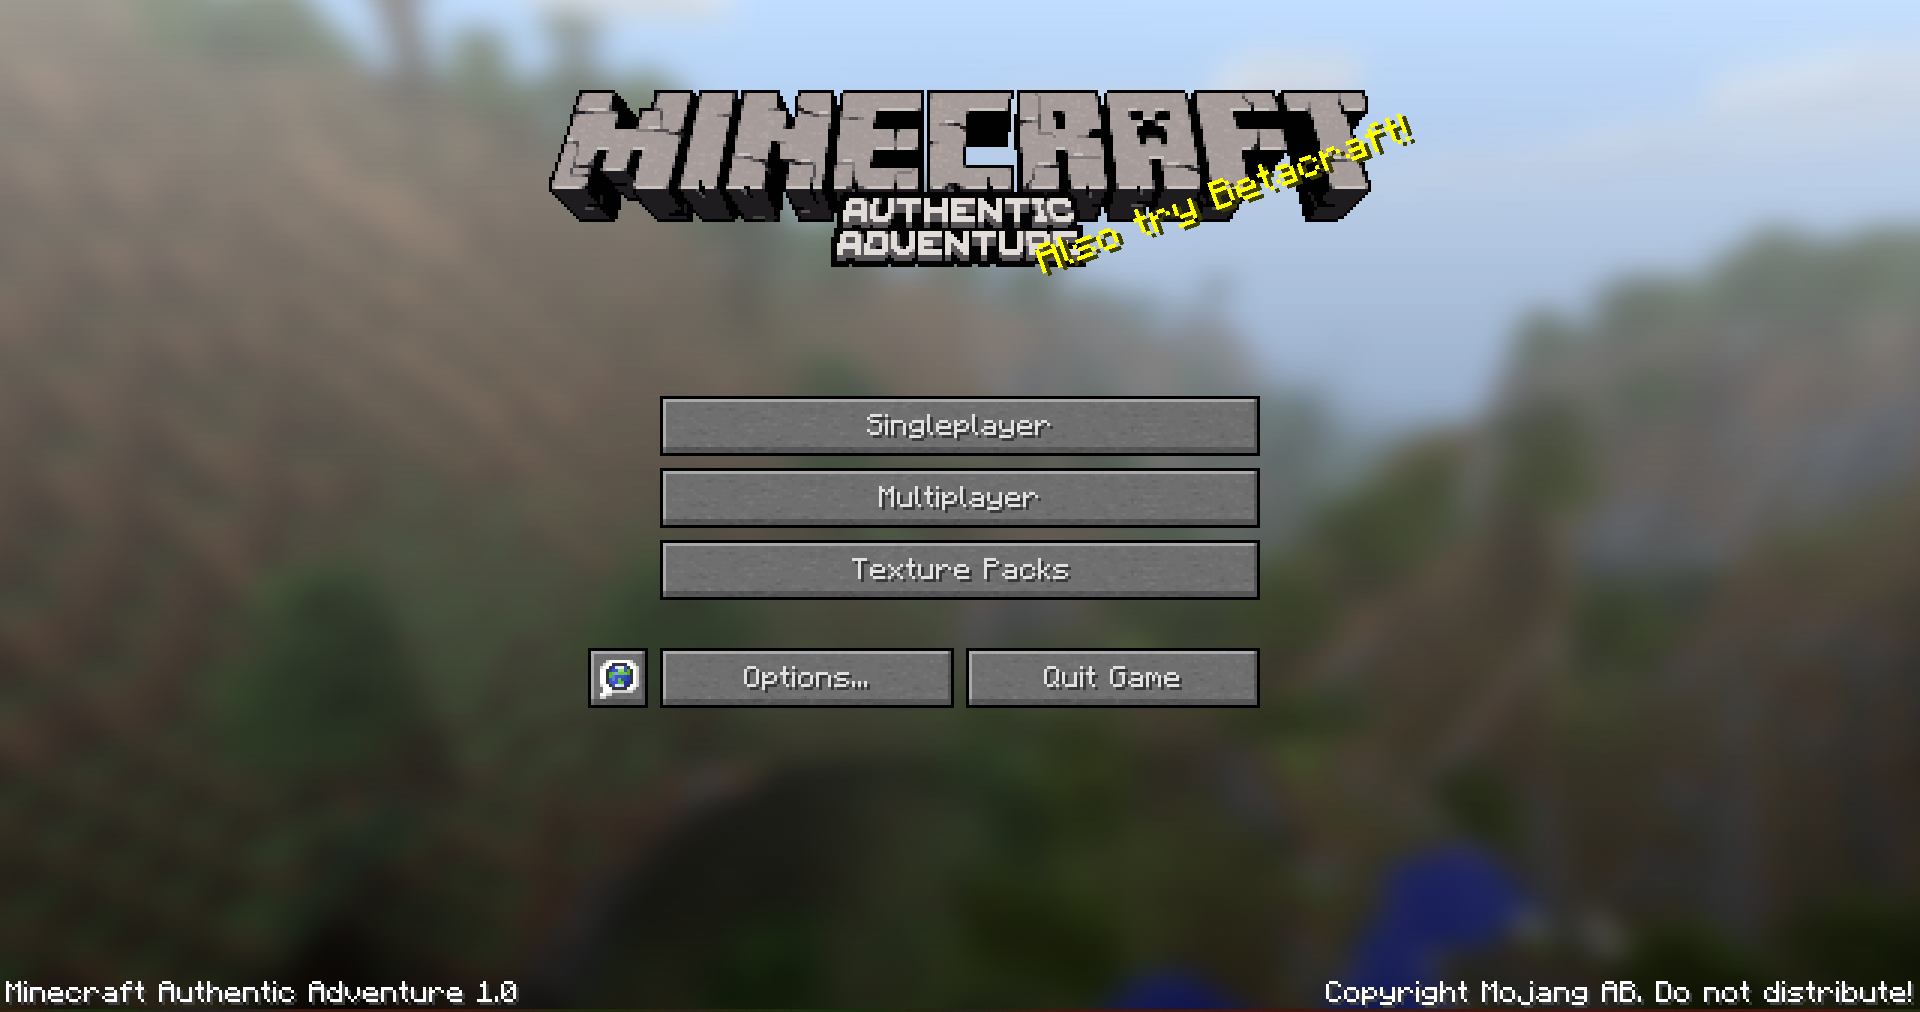 MINECRAFT
AUTHENTIC
ADVENTURE
Also try Betacraft!
Singleplayer
Multiplayer
Texture Packs
Options...
Quit Game
Minecraft Authentic Adventure 1.0
Copyright Mojang AB. Do not distribute!